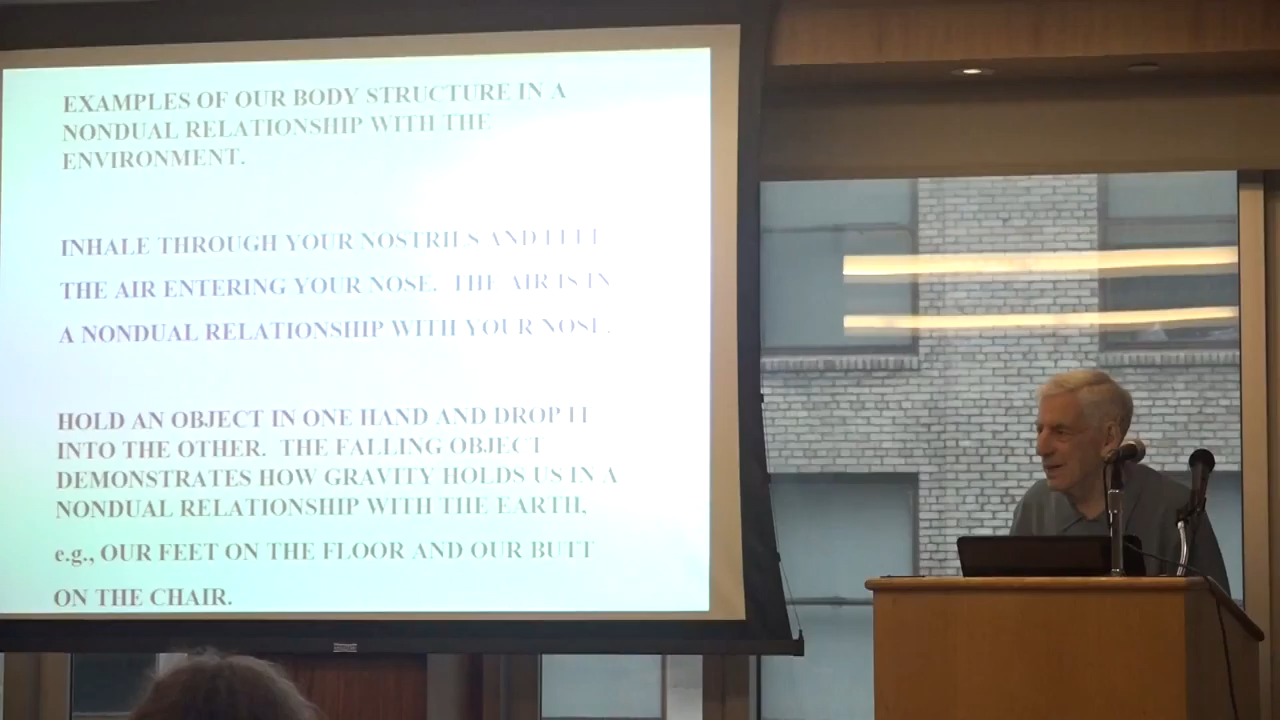 EXAMPLES OF OUR BODY STRUCTURE IN A
NONDUAL RELATIONSHIP WITH THE
ENVIRONMENT.
INHALE THROUGH YOUR NOSTRILS AND FEEL
THE AIR ENTERING YOUR NOSE. THE AIR IS IN
A NONDUAL RELATIONSHIP WITH YOUR NOSE.
HOLD AN OBJECT IN ONE HAND AND DROP IT
INTO THE OTHER. THE FALLING OBJECT
DEMONSTRATES HOW GRAVITY HOLDS US IN A
NONDUAL RELATIONSHIP WITH THE EARTH,
e.g., OUR FEET ON THE FLOOR AND OUR BUTT
ON THE CHAIR.